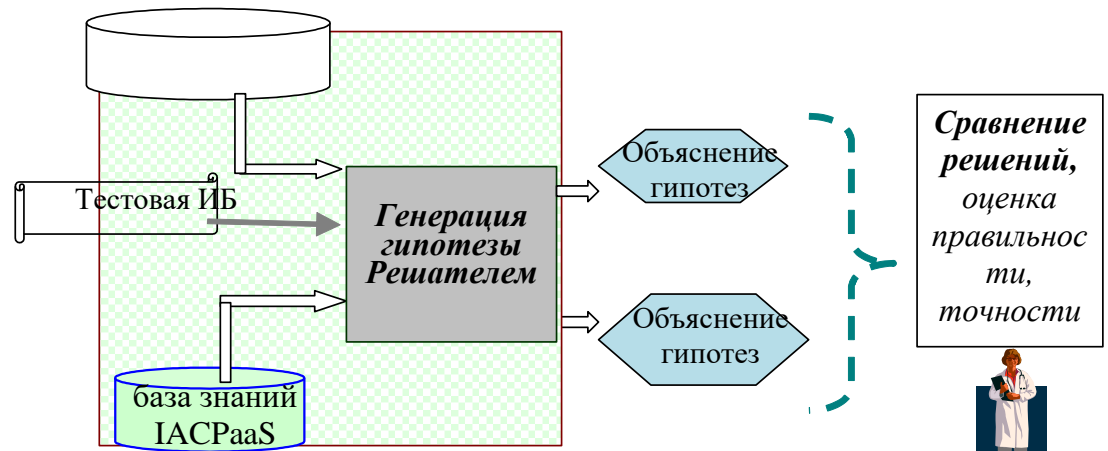 Тестовая ИБ
Генерация
гипотезы
Решателем
база знаний
IACPaaS
Объяснение
гипотез
Объяснение
гипотез
Сравнение
решений,
оценка
правильнос
ти,
точности